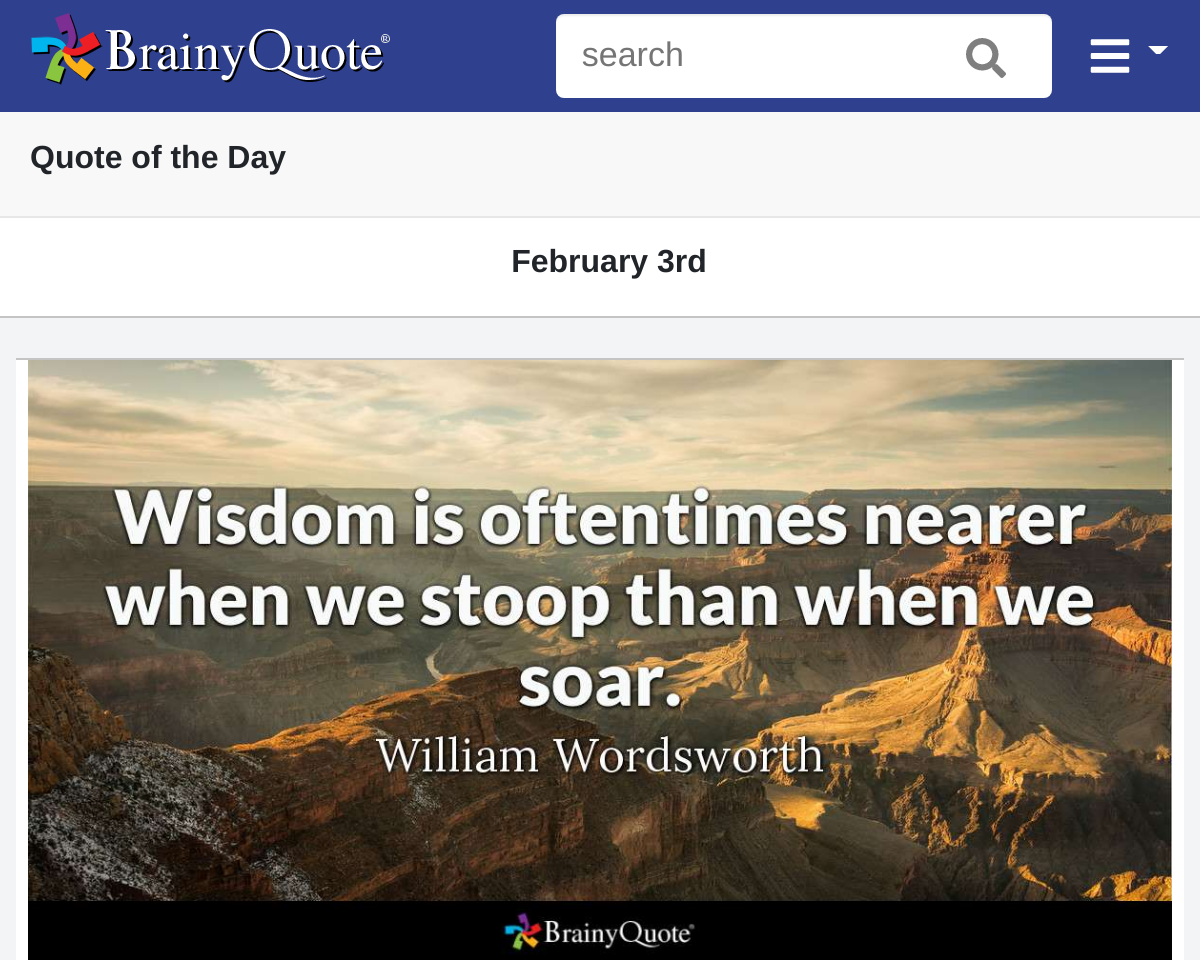 BrainyQuote®
search
Quote of the Day
February 3rd
Wisdom is oftentimes nearer
when we stoop than when we
soar.
William Wordsworth
BrainyQuote®